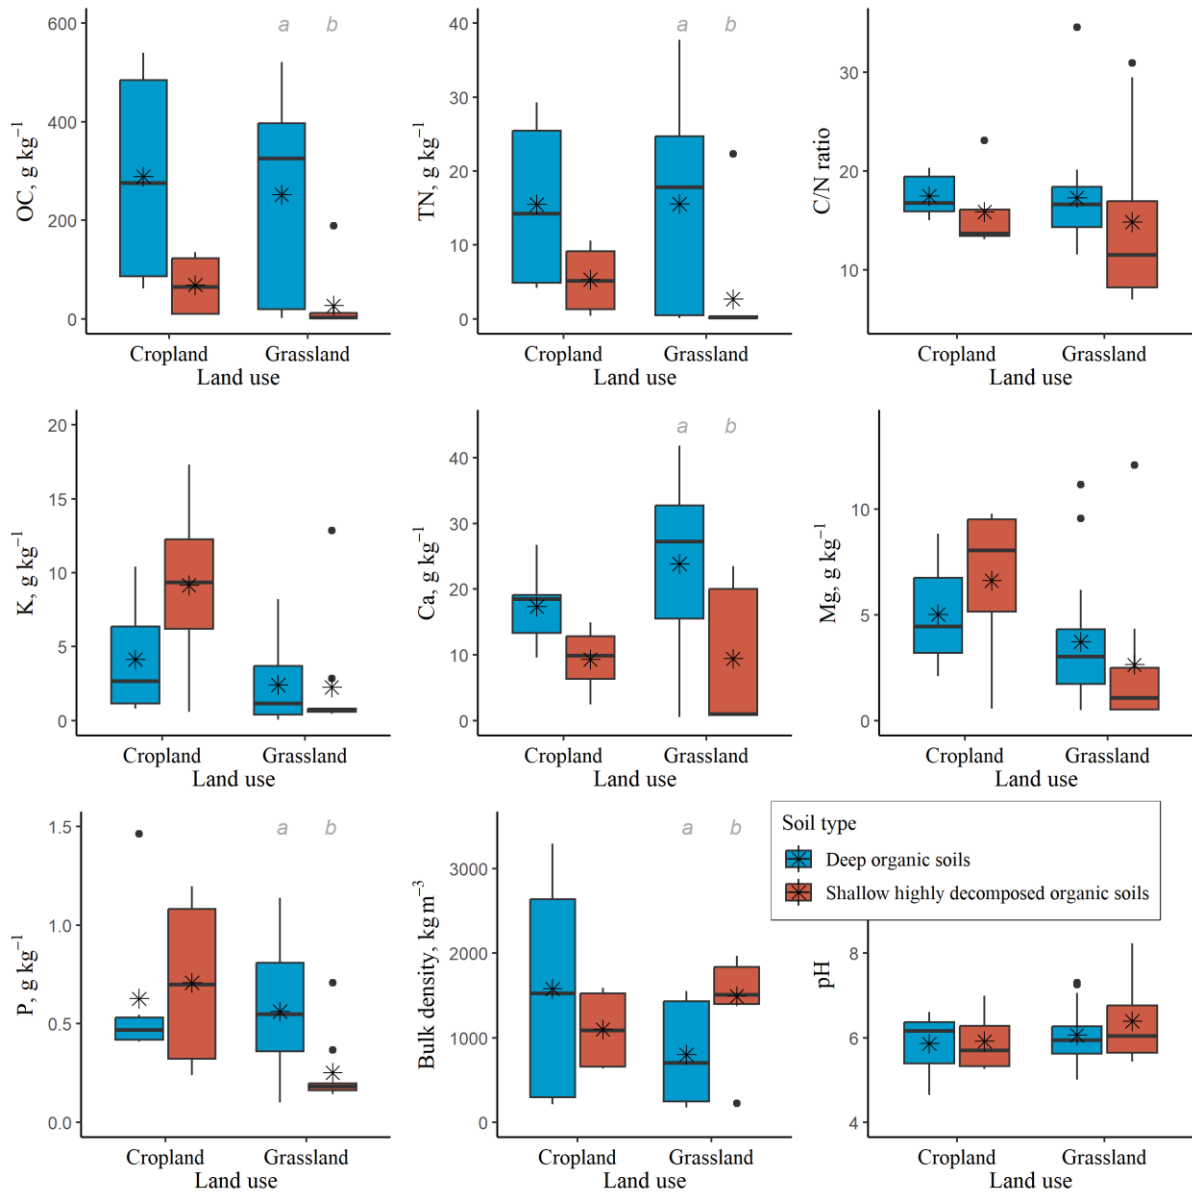 OC, g kg⁻¹
600
400
200
0
a b
Cropland Grassland
Land use
TN, g kg⁻¹
40
30
20
10
0
a b
Cropland Grassland
Land use
C/N ratio
30
20
10
Cropland Grassland
Land use
K, g kg⁻¹
20
15
10
5
0
Cropland Grassland
Land use
Ca, g kg⁻¹
40
30
20
10
0
a b
Cropland Grassland
Land use
Mg, g kg⁻¹
10
5
0
Cropland Grassland
Land use
P, g kg⁻¹
1.5
1.0
0.5
0.0
a b
Cropland Grassland
Land use
Bulk density, kg m⁻³
3000
2000
1000
0
a b
Cropland Grassland
Land use
Soil type
Deep organic soils
Shallow highly decomposed organic soils
pH
8
6
4
Cropland Grassland
Land use